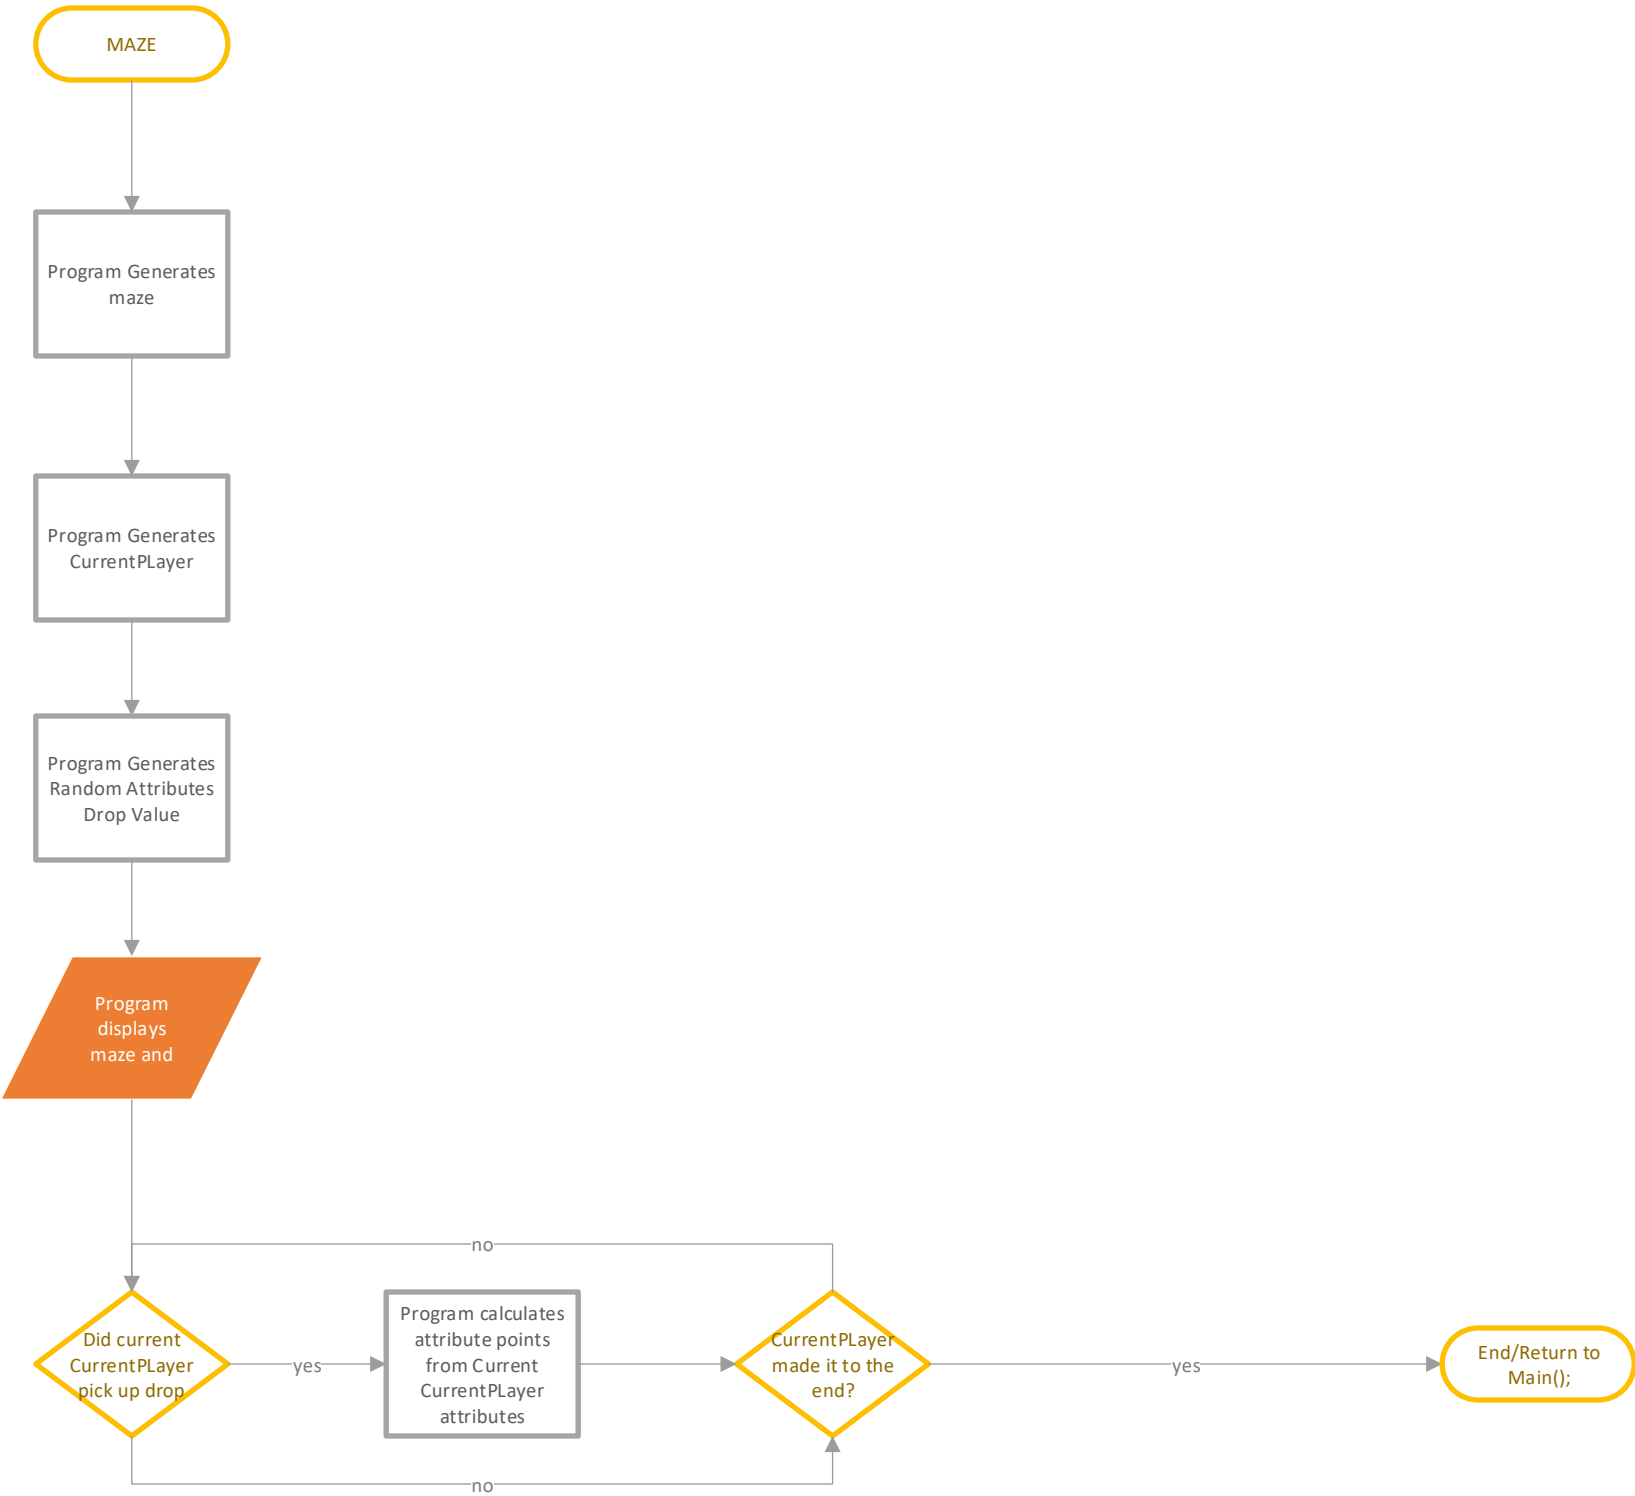 MAZE
Program Generates
maze
Program Generates
CurrentPLayer
Program Generates
Random Attributes
Drop Value
Program
displays
maze and
no
Did current
CurrentPLayer
pick up drop
yes
Program calculates
attribute points
from Current
CurrentPLayer
attributes
CurrentPLayer
made it to the
end?
yes
End/Return to
Main();
no